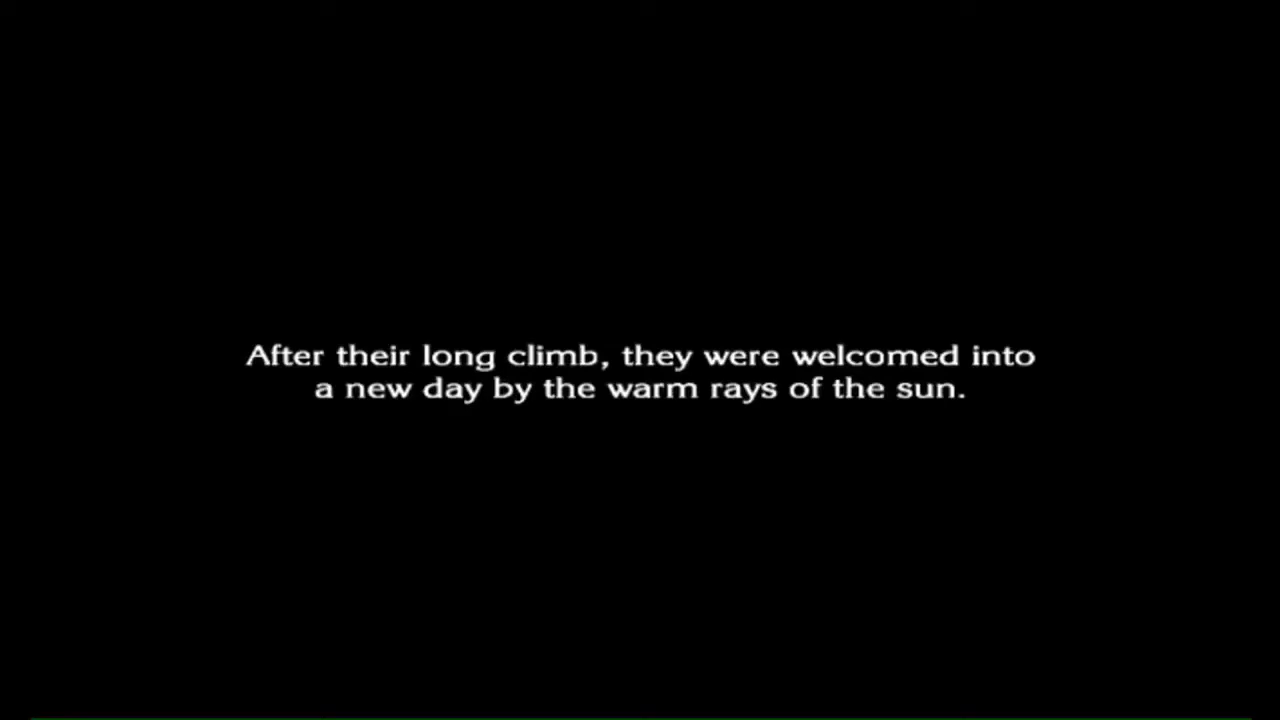 After their long climb, they were welcomed into
a new day by the warm rays of the sun.